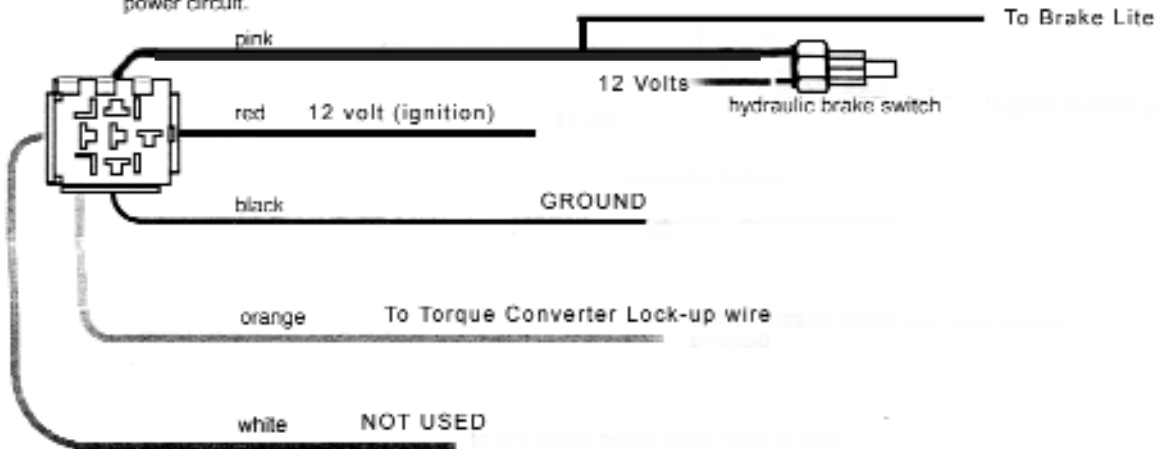 power circuit.
To Brake Lite
pink
12 Volts
hydraulic brake switch
red 12 volt (ignition)
black GROUND
orange To Torque Converter Lock-up wire
white NOT USED